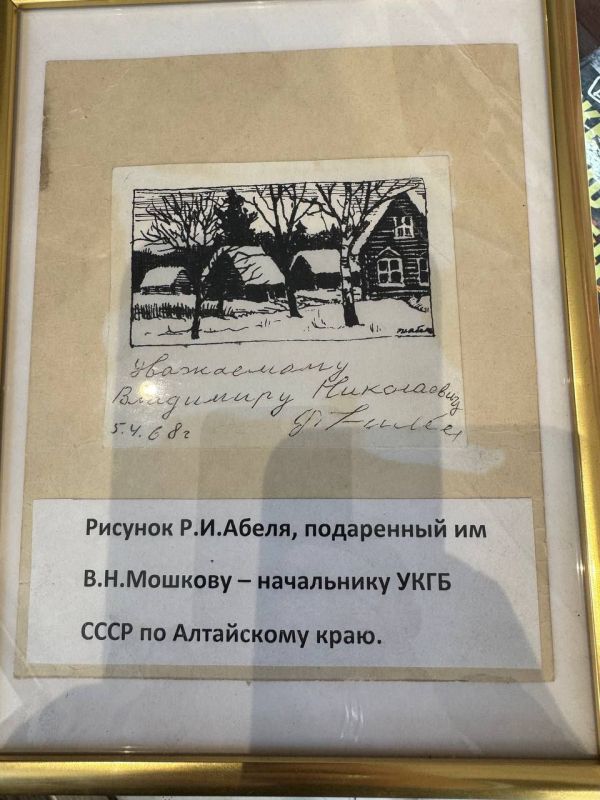 Уважаемому
Владимиру Николаевичу
5.4.68г
Рисунок Р.И.Абеля, подаренный им
В.Н.Мошкову – начальнику УКГБ
СССР по Алтайскому краю.